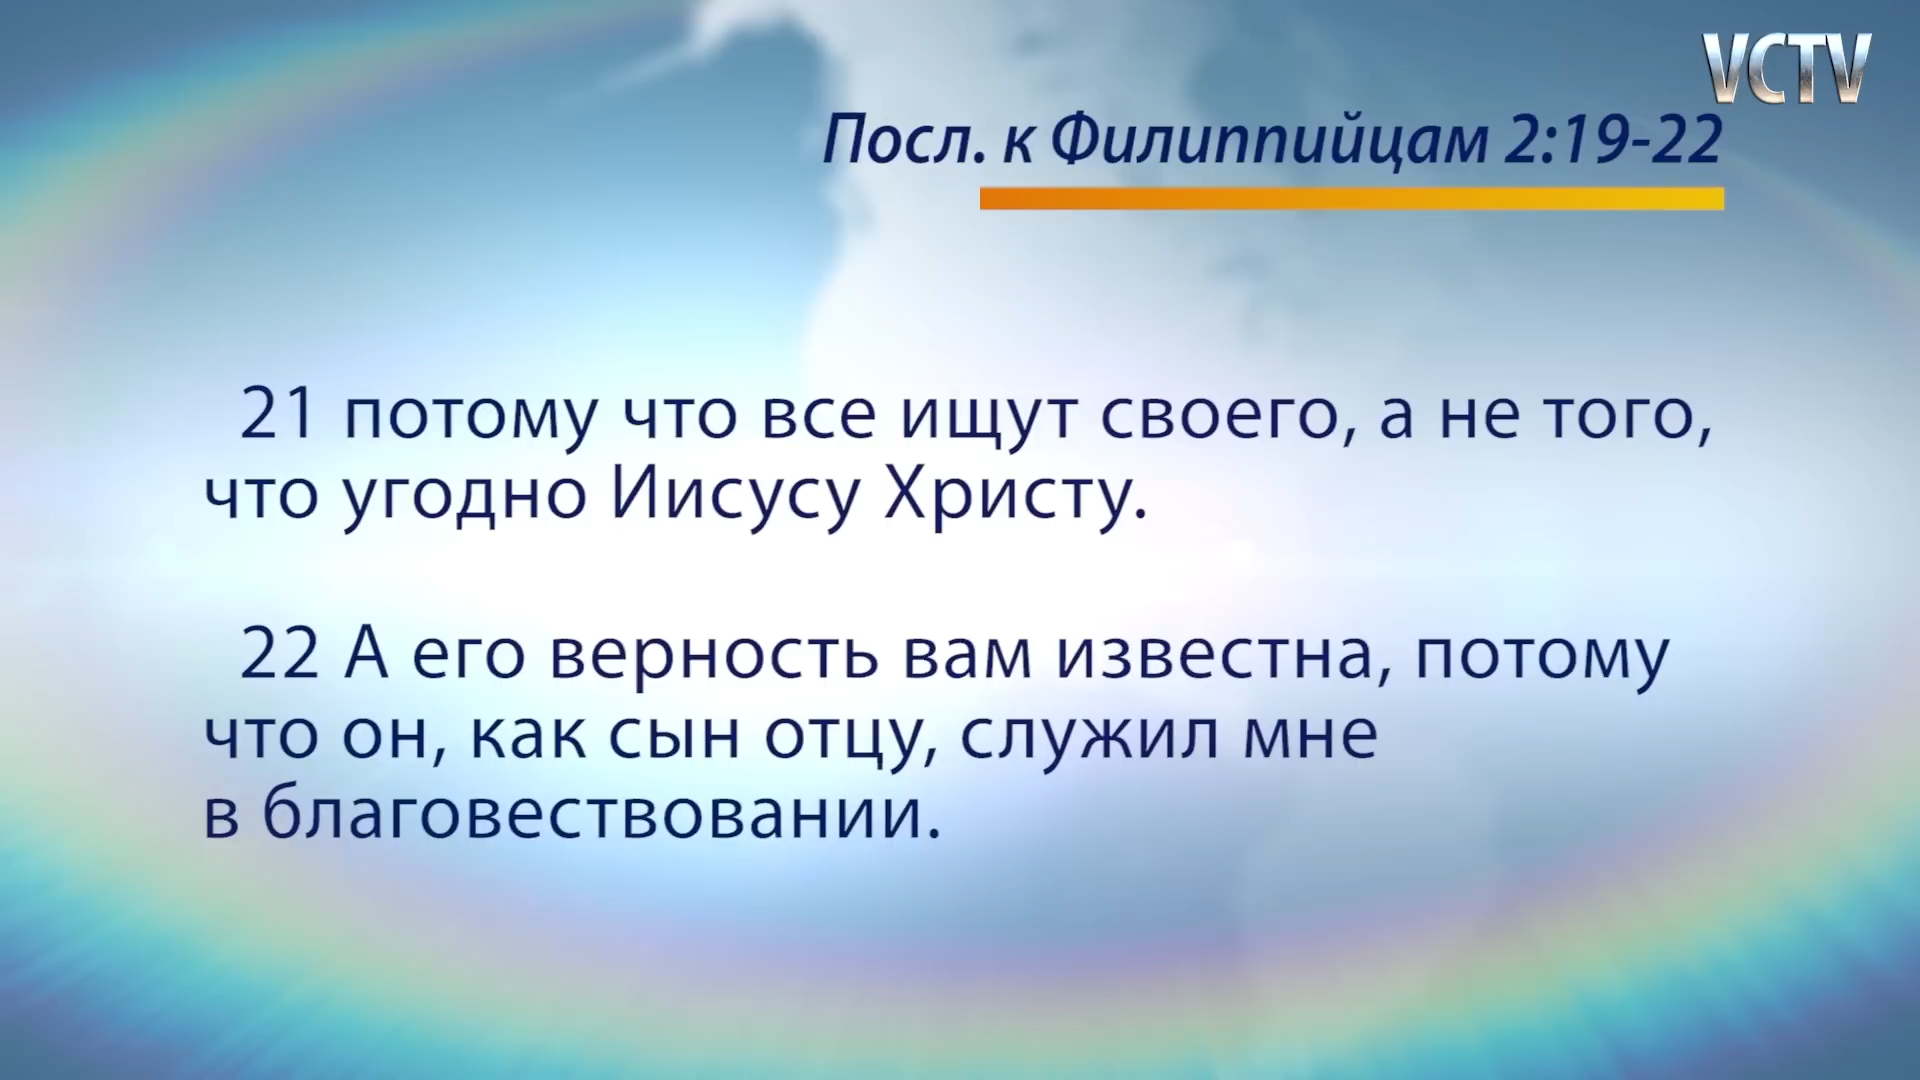 VCTV
Посл. к Филиппийцам 2:19-22
21 потому что все ищут своего, а не того,
что угодно Иисусу Христу.
22 А его верность вам известна, потому
что он, как сын отцу, служил мне
в благовествовании.